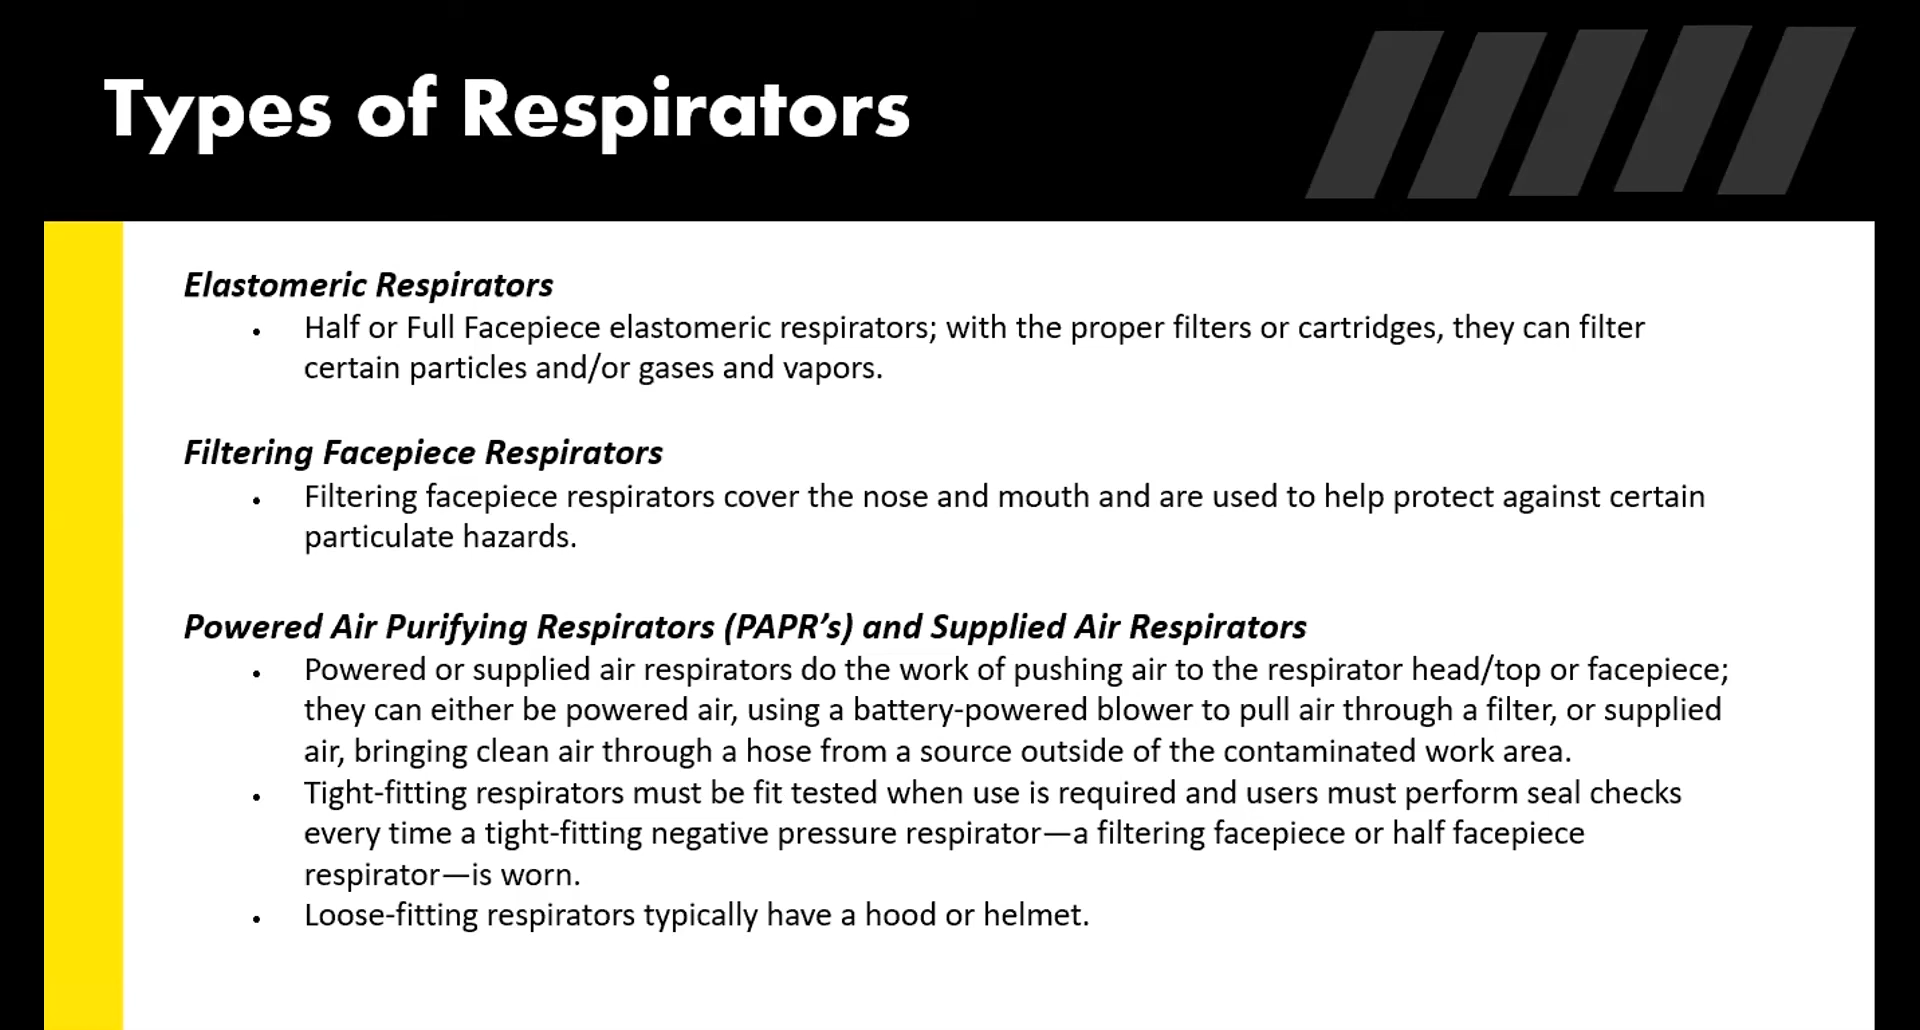 Types of Respirators
Elastomeric Respirators
• Half or Full Facepiece elastomeric respirators; with the proper filters or cartridges, they can filter
certain particles and/or gases and vapors.
Filtering Facepiece Respirators
• Filtering facepiece respirators cover the nose and mouth and are used to help protect against certain
particulate hazards.
Powered Air Purifying Respirators (PAPR’s) and Supplied Air Respirators
• Powered or supplied air respirators do the work of pushing air to the respirator head/top or facepiece;
they can either be powered air, using a battery-powered blower to pull air through a filter, or supplied
air, bringing clean air through a hose from a source outside of the contaminated work area.
• Tight-fitting respirators must be fit tested when use is required and users must perform seal checks
every time a tight-fitting negative pressure respirator—a filtering facepiece or half facepiece
respirator—is worn.
• Loose-fitting respirators typically have a hood or helmet.